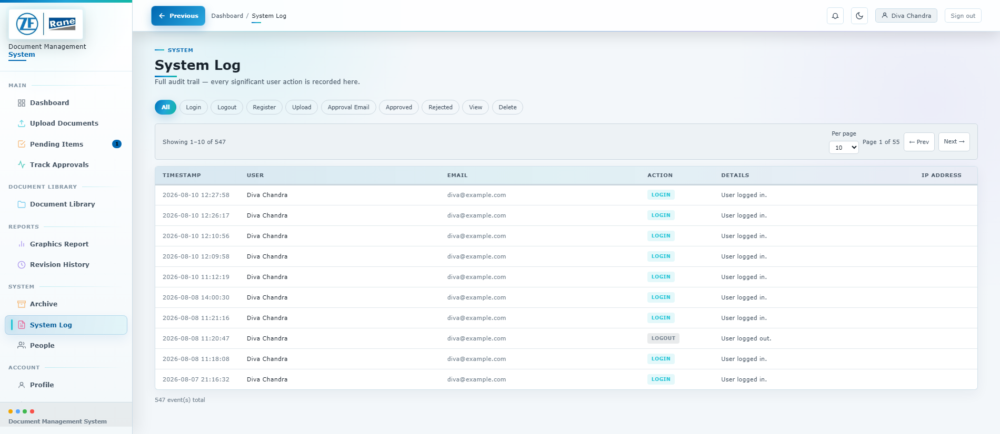 ZF Rane
Document Management
System
MAIN
Dashboard
Upload Documents
Pending Items 1
Track Approvals
DOCUMENT LIBRARY
Document Library
REPORTS
Graphics Report
Revision History
SYSTEM
Archive
System Log
People
ACCOUNT
Profile
Document Management System
← Previous Dashboard / System Log Diva Chandra Sign out
SYSTEM
System Log
Full audit trail — every significant user action is recorded here.
All Login Logout Register Upload Approval Email Approved Rejected View Delete
Showing 1–10 of 547 Per page 10 Page 1 of 55 ← Prev Next →
TIMESTAMP USER EMAIL ACTION DETAILS IP ADDRESS
2026-08-10 12:27:58 Diva Chandra diva@example.com LOGIN User logged in.
2026-08-10 12:26:17 Diva Chandra diva@example.com LOGIN User logged in.
2026-08-10 12:10:56 Diva Chandra diva@example.com LOGIN User logged in.
2026-08-10 12:09:58 Diva Chandra diva@example.com LOGIN User logged in.
2026-08-10 11:12:19 Diva Chandra diva@example.com LOGIN User logged in.
2026-08-08 14:00:30 Diva Chandra diva@example.com LOGIN User logged in.
2026-08-08 11:21:16 Diva Chandra diva@example.com LOGIN User logged in.
2026-08-08 11:20:47 Diva Chandra diva@example.com LOGOUT User logged out.
2026-08-08 11:18:08 Diva Chandra diva@example.com LOGIN User logged in.
2026-08-07 21:16:32 Diva Chandra diva@example.com LOGIN User logged in.
547 event(s) total